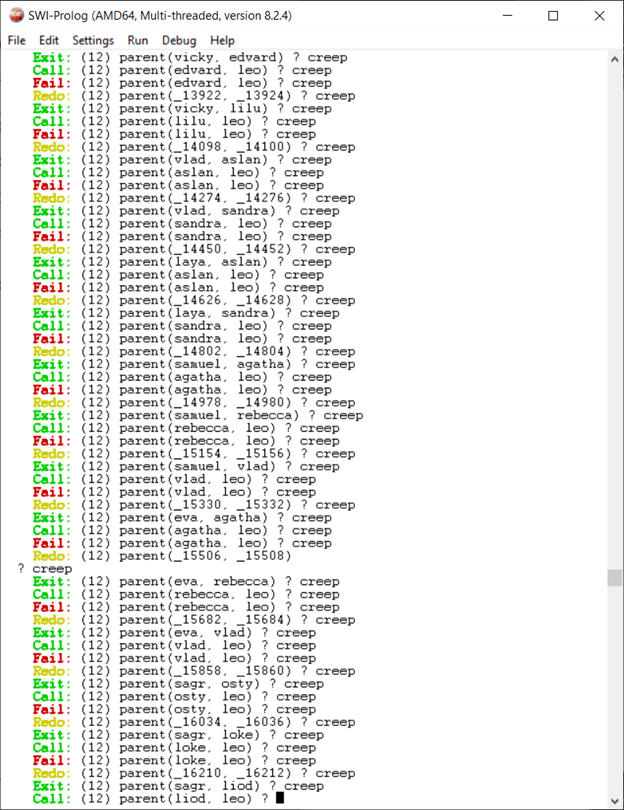 SWI-Prolog (AMD64, Multi-threaded, version 8.2.4)
File Edit Settings Run Debug Help
Exit: (12) parent(vicky, edvard) ? creep
Call: (12) parent(edvard, leo) ? creep
Fail: (12) parent(edvard, leo) ? creep
Redo: (12) parent(_13922, _13924) ? creep
Exit: (12) parent(vicky, lilu) ? creep
Call: (12) parent(lilu, leo) ? creep
Fail: (12) parent(lilu, leo) ? creep
Redo: (12) parent(_14098, _14100) ? creep
Exit: (12) parent(vlad, aslan) ? creep
Call: (12) parent(aslan, leo) ? creep
Fail: (12) parent(aslan, leo) ? creep
Redo: (12) parent(_14274, _14276) ? creep
Exit: (12) parent(vlad, sandra) ? creep
Call: (12) parent(sandra, leo) ? creep
Fail: (12) parent(sandra, leo) ? creep
Redo: (12) parent(_14450, _14452) ? creep
Exit: (12) parent(laya, aslan) ? creep
Call: (12) parent(aslan, leo) ? creep
Fail: (12) parent(aslan, leo) ? creep
Redo: (12) parent(_14626, _14628) ? creep
Exit: (12) parent(laya, sandra) ? creep
Call: (12) parent(sandra, leo) ? creep
Fail: (12) parent(sandra, leo) ? creep
Redo: (12) parent(_14802, _14804) ? creep
Exit: (12) parent(samuel, agatha) ? creep
Call: (12) parent(agatha, leo) ? creep
Fail: (12) parent(agatha, leo) ? creep
Redo: (12) parent(_14978, _14980) ? creep
Exit: (12) parent(samuel, rebecca) ? creep
Call: (12) parent(rebecca, leo) ? creep
Fail: (12) parent(rebecca, leo) ? creep
Redo: (12) parent(_15154, _15156) ? creep
Exit: (12) parent(samuel, vlad) ? creep
Call: (12) parent(vlad, leo) ? creep
Fail: (12) parent(vlad, leo) ? creep
Redo: (12) parent(_15330, _15332) ? creep
Exit: (12) parent(eva, agatha) ? creep
Call: (12) parent(agatha, leo) ? creep
Fail: (12) parent(agatha, leo) ? creep
Redo: (12) parent(_15506, _15508)
? creep
Exit: (12) parent(eva, rebecca) ? creep
Call: (12) parent(rebecca, leo) ? creep
Fail: (12) parent(rebecca, leo) ? creep
Redo: (12) parent(_15682, _15684) ? creep
Exit: (12) parent(eva, vlad) ? creep
Call: (12) parent(vlad, leo) ? creep
Fail: (12) parent(vlad, leo) ? creep
Redo: (12) parent(_15858, _15860) ? creep
Exit: (12) parent(sagr, osty) ? creep
Call: (12) parent(osty, leo) ? creep
Fail: (12) parent(osty, leo) ? creep
Redo: (12) parent(_16034, _16036) ? creep
Exit: (12) parent(sagr, loke) ? creep
Call: (12) parent(loke, leo) ? creep
Fail: (12) parent(loke, leo) ? creep
Redo: (12) parent(_16210, _16212) ? creep
Exit: (12) parent(sagr, liod) ? creep
Call: (12) parent(liod, leo) ?